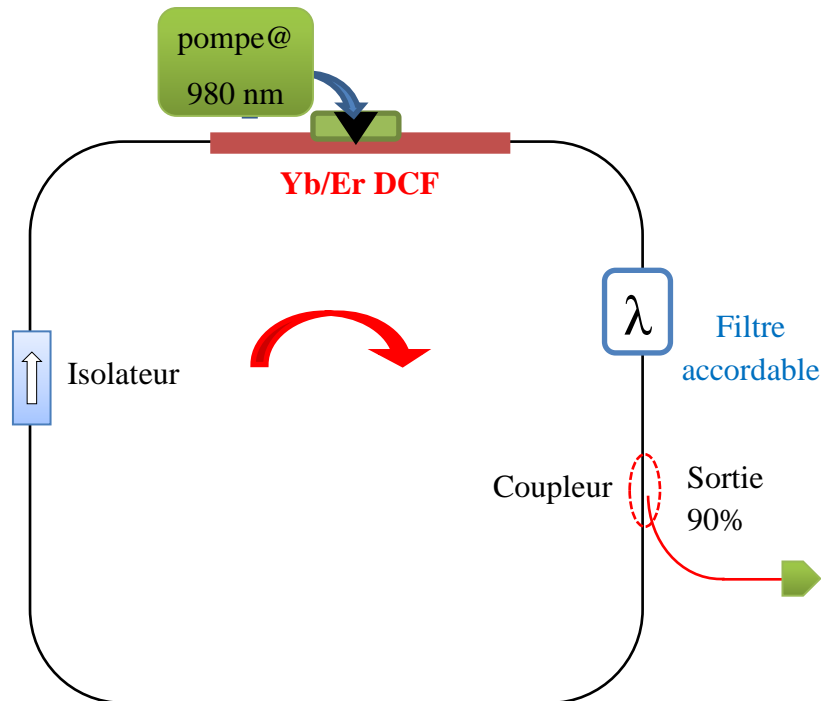 pompe@
980 nm
Yb/Er DCF
λ
Filtre
accordable
Isolateur
Coupleur
Sortie
90%